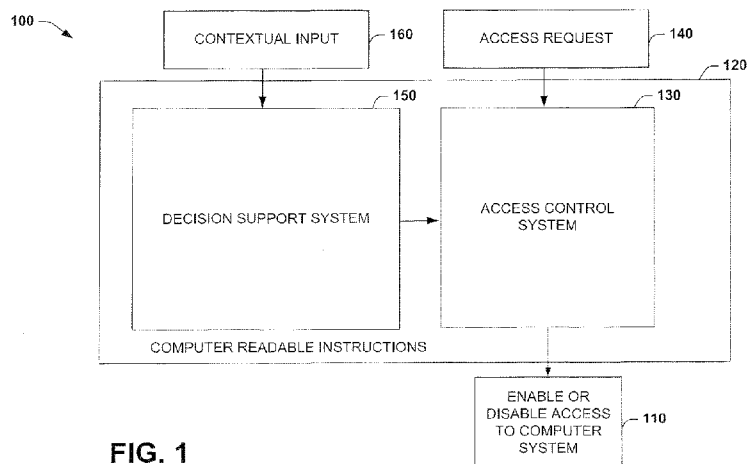 100
CONTEXTUAL INPUT
160
ACCESS REQUEST
140
120
150
130
DECISION SUPPORT SYSTEM
ACCESS CONTROL
SYSTEM
COMPUTER READABLE INSTRUCTIONS
ENABLE OR
DISABLE ACCESS
TO COMPUTER
SYSTEM
110
FIG. 1